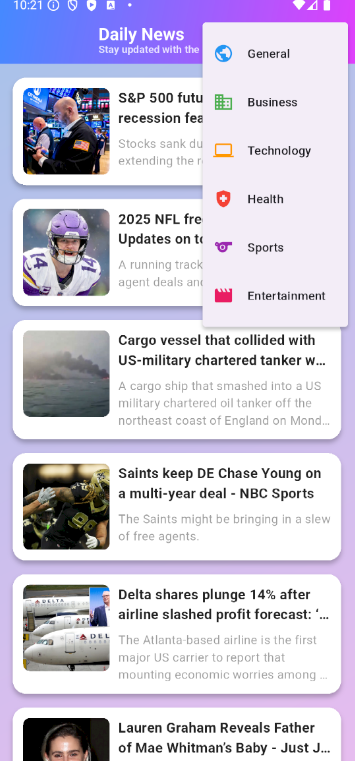 10:21
Daily News
Stay updated with the
General
Business
Technology
Health
Sports
Entertainment
S&P 500 futu
recession fea
Stocks sank du
extending the r
2025 NFL fre
Updates on to
A running track
agent deals and
Cargo vessel that collided with
US-military chartered tanker w...
A cargo ship that smashed into a US
military chartered oil tanker off the
northeast coast of England on Mond...
Saints keep DE Chase Young on
a multi-year deal - NBC Sports
The Saints might be bringing in a slew
of free agents.
Delta shares plunge 14% after
airline slashed profit forecast: ‘...
The Atlanta-based airline is the first
major US carrier to report that
mounting economic worries among ...
Lauren Graham Reveals Father
of Mae Whitman’s Baby - Just J...